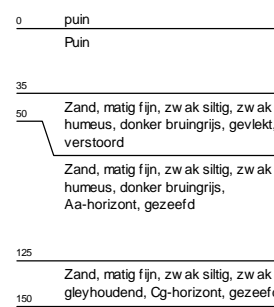 0 puin
Puin
35
50
Zand, matig fijn, zwak siltig, zwak
humeus, donker bruingrijs, gevlekt,
verstoord
Zand, matig fijn, zwak siltig, zwak
humeus, donker bruingrijs,
Aa-horizont, gezeefd
125
Zand, matig fijn, zwak siltig, zwak
gleyhoudend, Cg-horizont, gezeefd
150